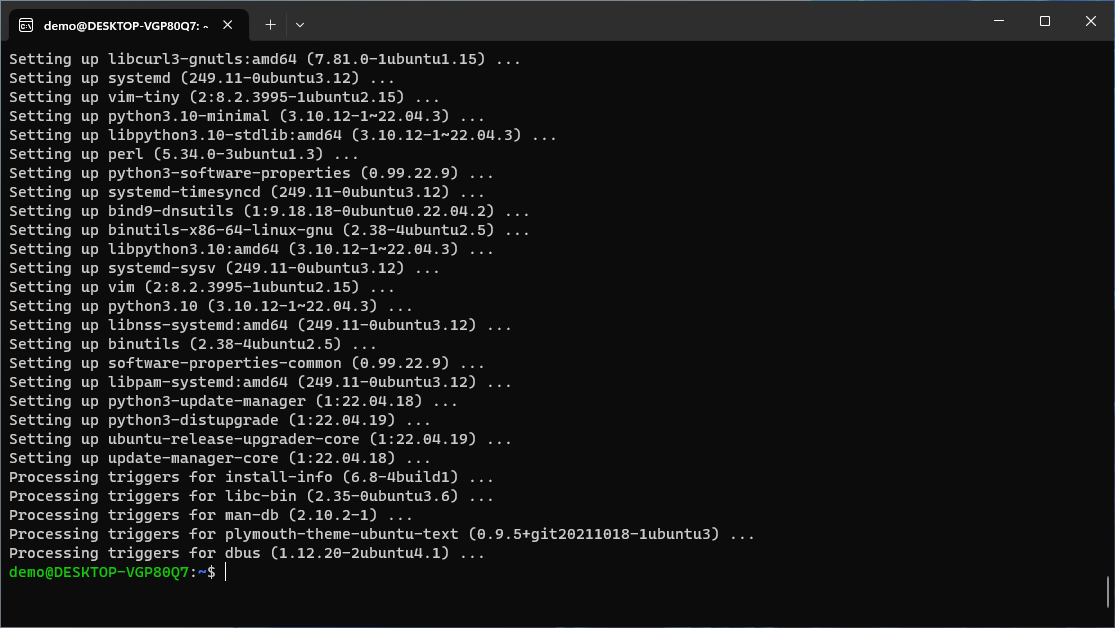 demo@DESKTOP-VGP80Q7: ~
Setting up libcurl3-gnutls:amd64 (7.81.0-1ubuntu1.15) ...
Setting up systemd (249.11-0ubuntu3.12) ...
Setting up vim-tiny (2:8.2.3995-1ubuntu2.15) ...
Setting up python3.10-minimal (3.10.12-1~22.04.3) ...
Setting up libpython3.10-stdlib:amd64 (3.10.12-1~22.04.3) ...
Setting up perl (5.34.0-3ubuntu1.3) ...
Setting up python3-software-properties (0.99.22.9) ...
Setting up systemd-timesyncd (249.11-0ubuntu3.12) ...
Setting up bind9-dnsutils (1:9.18.18-0ubuntu0.22.04.2) ...
Setting up binutils-x86-64-linux-gnu (2.38-4ubuntu2.5) ...
Setting up libpython3.10:amd64 (3.10.12-1~22.04.3) ...
Setting up systemd-sysv (249.11-0ubuntu3.12) ...
Setting up vim (2:8.2.3995-1ubuntu2.15) ...
Setting up python3.10 (3.10.12-1~22.04.3) ...
Setting up libnss-systemd:amd64 (249.11-0ubuntu3.12) ...
Setting up binutils (2.38-4ubuntu2.5) ...
Setting up software-properties-common (0.99.22.9) ...
Setting up libpam-systemd:amd64 (249.11-0ubuntu3.12) ...
Setting up python3-update-manager (1:22.04.18) ...
Setting up python3-distupgrade (1:22.04.19) ...
Setting up ubuntu-release-upgrader-core (1:22.04.19) ...
Setting up update-manager-core (1:22.04.18) ...
Processing triggers for install-info (6.8-4build1) ...
Processing triggers for libc-bin (2.35-0ubuntu3.6) ...
Processing triggers for man-db (2.10.2-1) ...
Processing triggers for plymouth-theme-ubuntu-text (0.9.5+git20211018-1ubuntu3) ...
Processing triggers for dbus (1.12.20-2ubuntu4.1) ...
demo@DESKTOP-VGP80Q7:~$